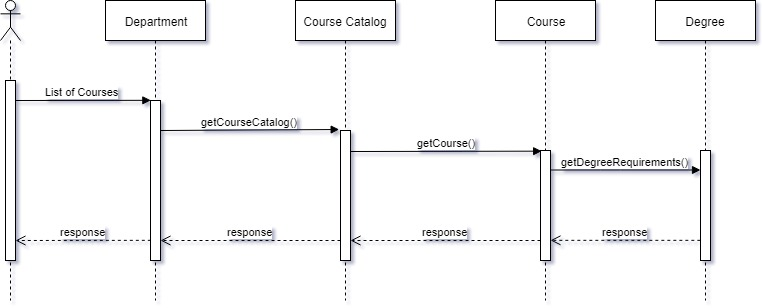 Department
Course Catalog
Course
Degree
List of Courses
getCourseCatalog()
getCourse()
getDegreeRequirements()
response
response
response
response